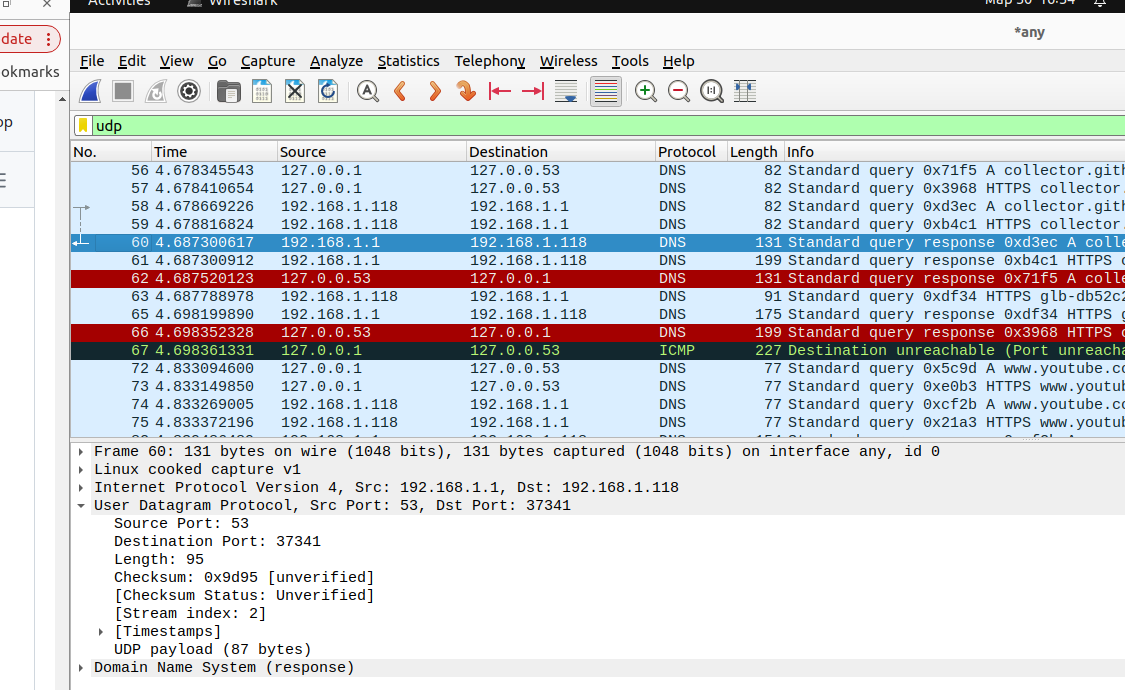 Activities Wireshark
*any
date
okmarks
op
File Edit View Go Capture Analyze Statistics Telephony Wireless Tools Help
udp
No. Time Source Destination Protocol Length Info
56 4.678345543 127.0.0.1 127.0.0.53 DNS 82 Standard query 0x71f5 A collector.gith
57 4.678410654 127.0.0.1 127.0.0.53 DNS 82 Standard query 0x3968 HTTPS collector.
58 4.678669226 192.168.1.118 192.168.1.1 DNS 82 Standard query 0xd3ec A collector.gith
59 4.678816824 192.168.1.118 192.168.1.1 DNS 82 Standard query 0xb4c1 HTTPS collector.
60 4.687300617 192.168.1.1 192.168.1.118 DNS 131 Standard query response 0xd3ec A colle
61 4.687300912 192.168.1.1 192.168.1.118 DNS 199 Standard query response 0xb4c1 HTTPS c
62 4.687520123 127.0.0.53 127.0.0.1 DNS 131 Standard query response 0x71f5 A colle
63 4.687788978 192.168.1.118 192.168.1.1 DNS 91 Standard query 0xdf34 HTTPS glb-db52c2
65 4.698199890 192.168.1.1 192.168.1.118 DNS 175 Standard query response 0xdf34 HTTPS g
66 4.698352328 127.0.0.53 127.0.0.1 DNS 199 Standard query response 0x3968 HTTPS c
67 4.698361331 127.0.0.1 127.0.0.53 ICMP 227 Destination unreachable (Port unreacha
72 4.833094600 127.0.0.1 127.0.0.53 DNS 77 Standard query 0x5c9d A www.youtube.co
73 4.833149850 127.0.0.1 127.0.0.53 DNS 77 Standard query 0xe0b3 HTTPS www.youtub
74 4.833269005 192.168.1.118 192.168.1.1 DNS 77 Standard query 0xcf2b A www.youtube.co
75 4.833372196 192.168.1.118 192.168.1.1 DNS 77 Standard query 0x21a3 HTTPS www.youtub
Frame 60: 131 bytes on wire (1048 bits), 131 bytes captured (1048 bits) on interface any, id 0
Linux cooked capture v1
Internet Protocol Version 4, Src: 192.168.1.1, Dst: 192.168.1.118
User Datagram Protocol, Src Port: 53, Dst Port: 37341
Source Port: 53
Destination Port: 37341
Length: 95
Checksum: 0x9d95 [unverified]
[Checksum Status: Unverified]
[Stream index: 2]
[Timestamps]
UDP payload (87 bytes)
Domain Name System (response)